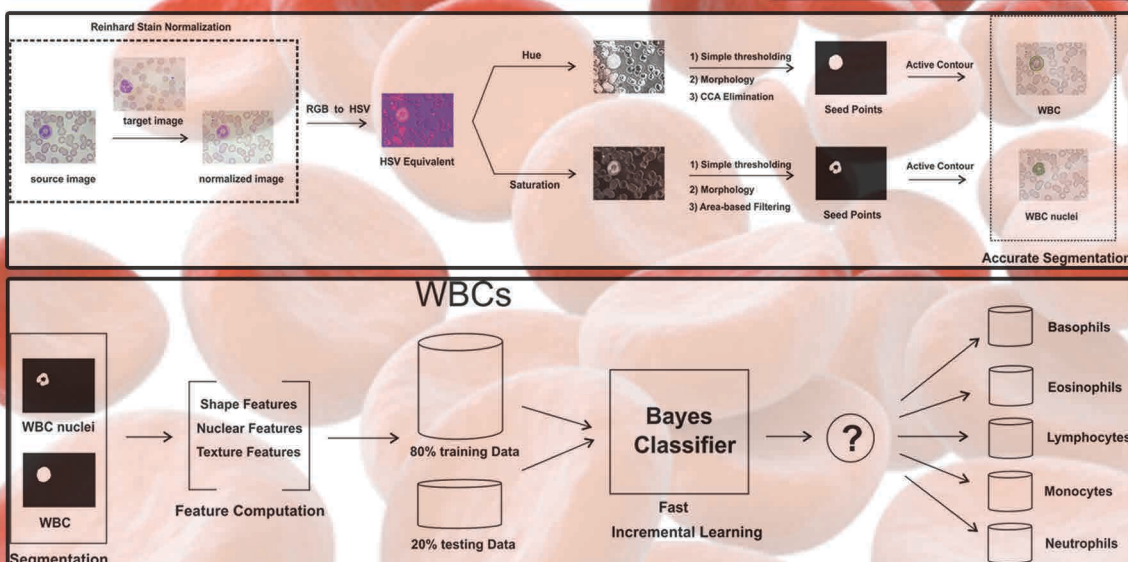 Reinhard Stain Normalization
target image
source image
normalized image
RGB to HSV
HSV Equivalent
Hue
1) Simple thresholding
2) Morphology
3) CCA Elimination
Seed Points
Active Contour
WBC
Saturation
1) Simple thresholding
2) Morphology
3) Area-based Filtering
Seed Points
Active Contour
WBC nuclei
Accurate Segmentation
WBCs
WBC nuclei
WBC
Segmentation
Shape Features
Nuclear Features
Texture Features
Feature Computation
80% training Data
20% testing Data
Bayes
Classifier
Fast
Incremental Learning
?
Basophils
Eosinophils
Lymphocytes
Monocytes
Neutrophils